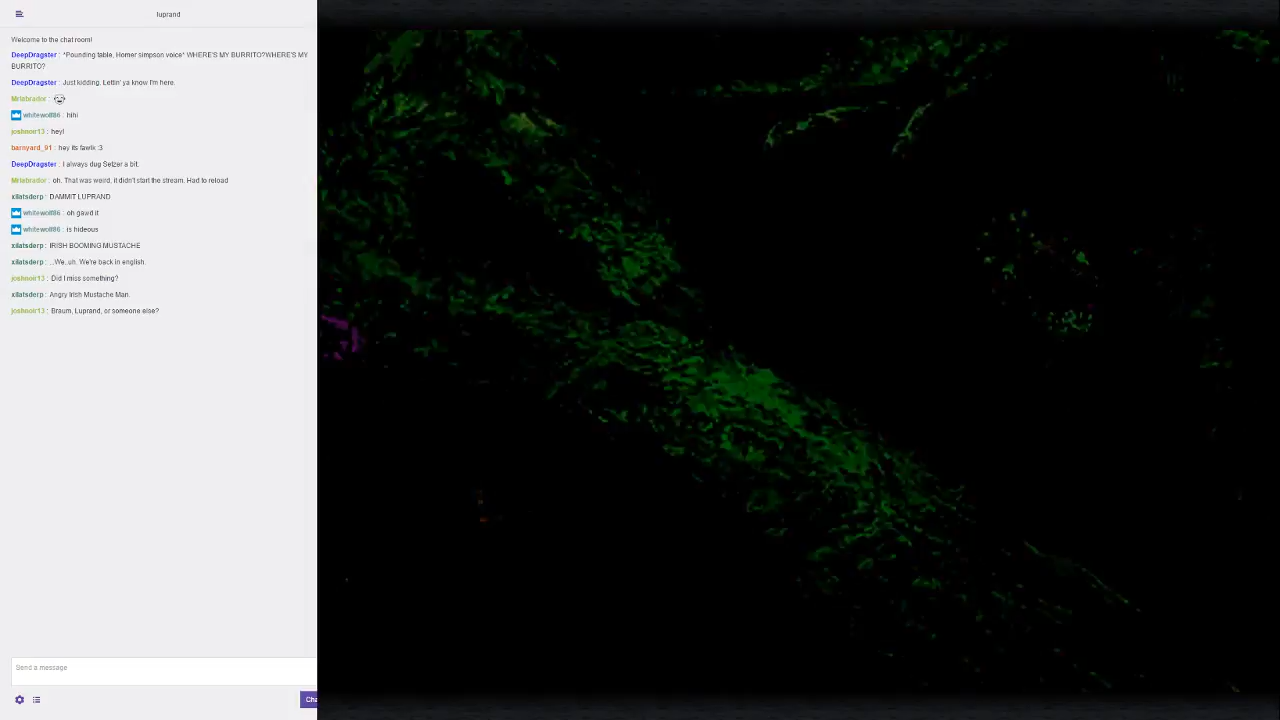 luprand
Welcome to the chat room!
DeepDragster : *Pounding table, Homer simpson voice* WHERE'S MY BURRITO?WHERE'S MY
BURRITO?
DeepDragster : Just kidding. Lettin' ya know I'm here.
Mrlabrador :
whitewolf86 : hihi
joshnoir13 : hey!
barnyard_91 : hey its fawlk :3
DeepDragster : I always dug Setzer a bit.
Mrlabrador : oh. That was weird, it didn't start the stream. Had to reload
xilatsderp : DAMMIT LUPRAND
whitewolf86 : oh gawd it
whitewolf86 : is hideous
xilatsderp : IRISH BOOMING MUSTACHE
xilatsderp : ...We..uh. We're back in english.
joshnoir13 : Did I miss something?
xilatsderp : Angry Irish Mustache Man.
joshnoir13 : Braum, Luprand, or someone else?
Send a message
Cha